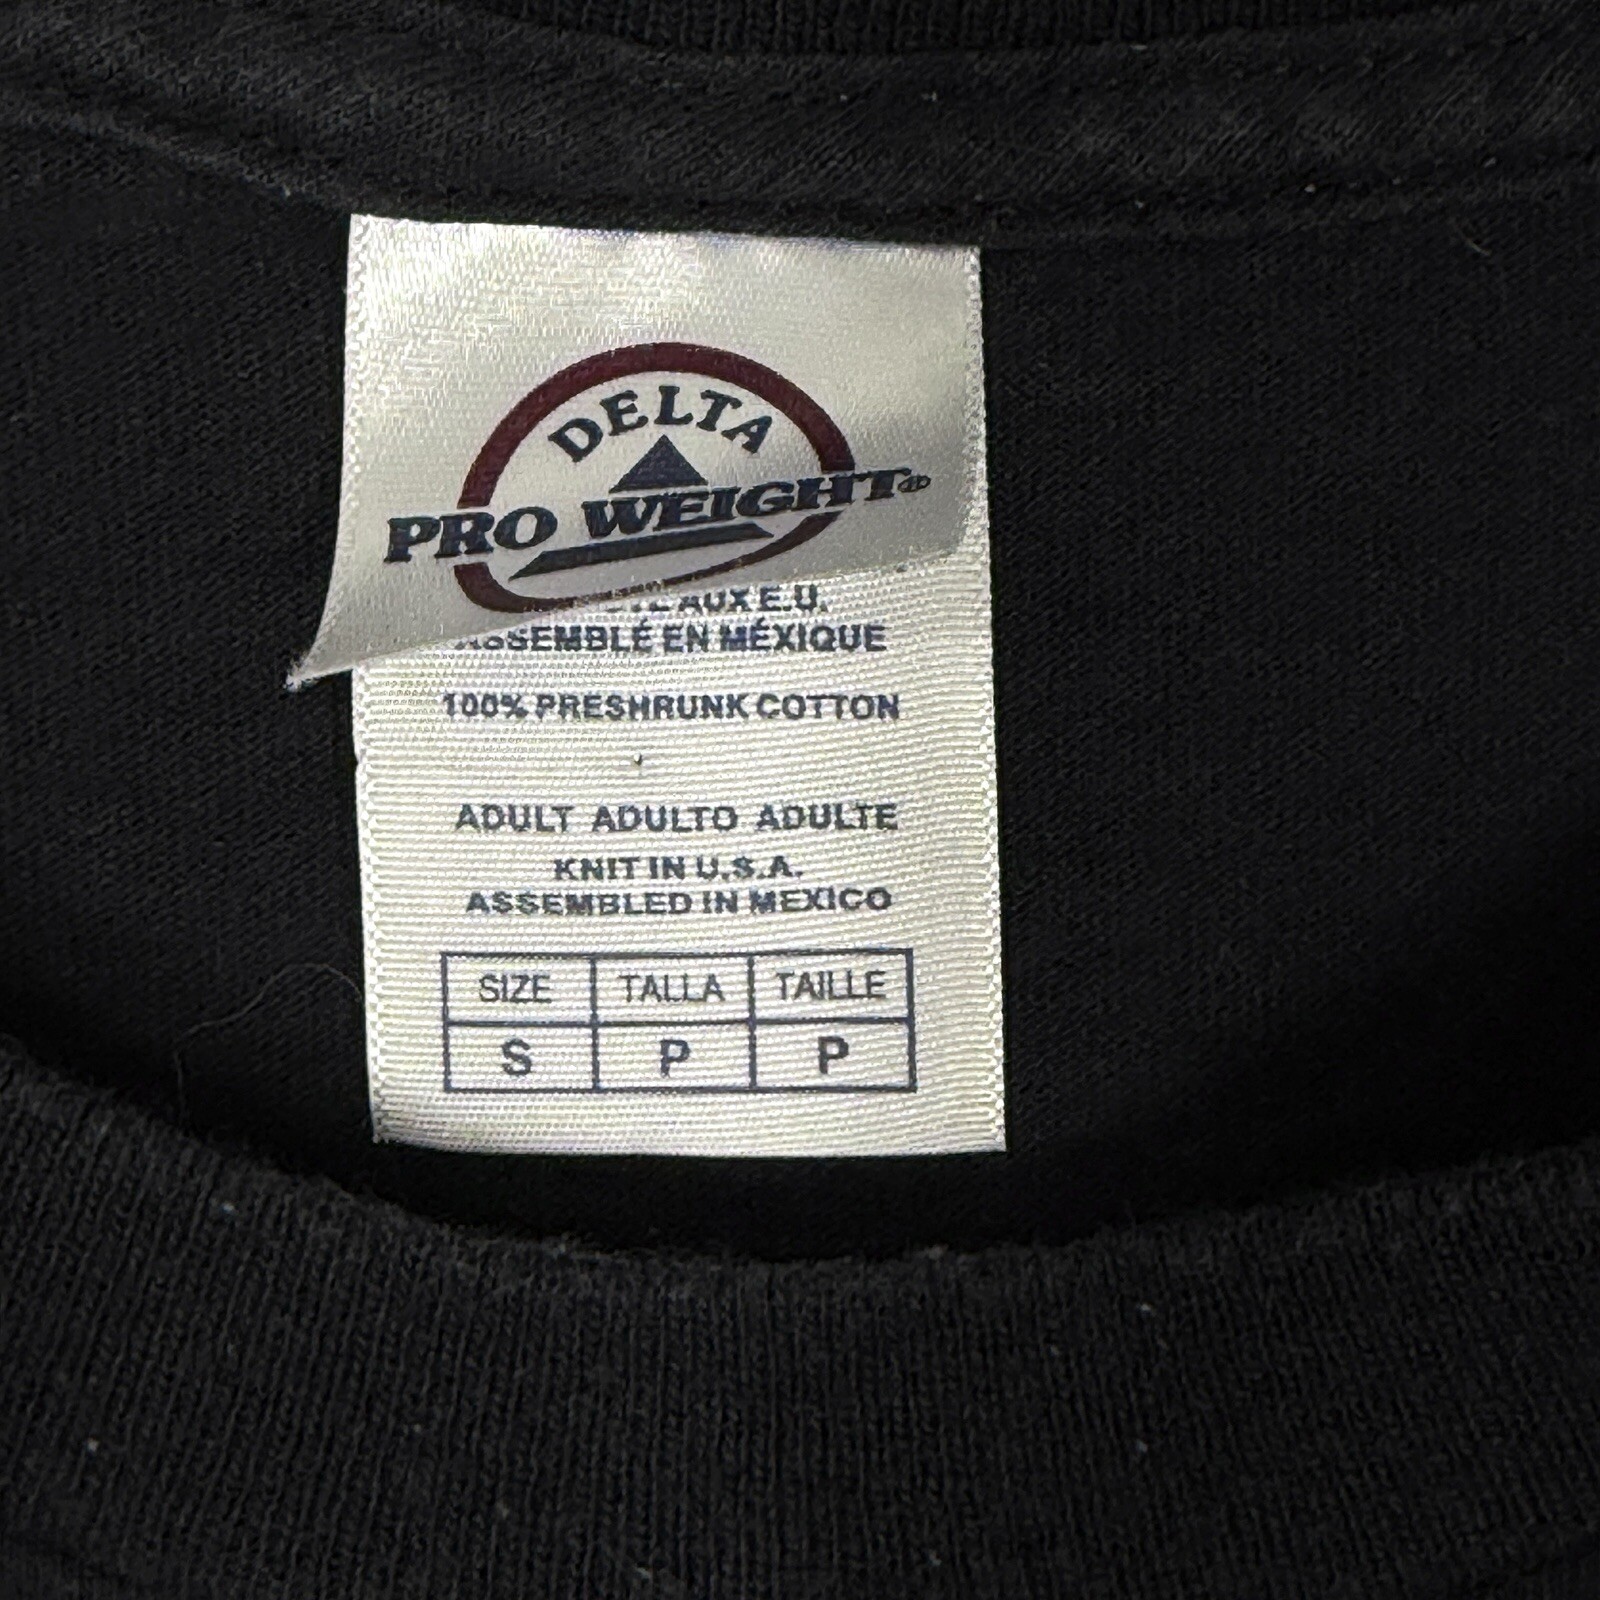 DELTA
PRO WEIGHT®
AUX E.U.
ASSEMBLÉ EN MÉXIQUE
100% PRESHRUNK COTTON
ADULT ADULTO ADULTE
KNIT IN U.S.A.
ASSEMBLED IN MEXICO
SIZE TALLA TAILLE
S P P